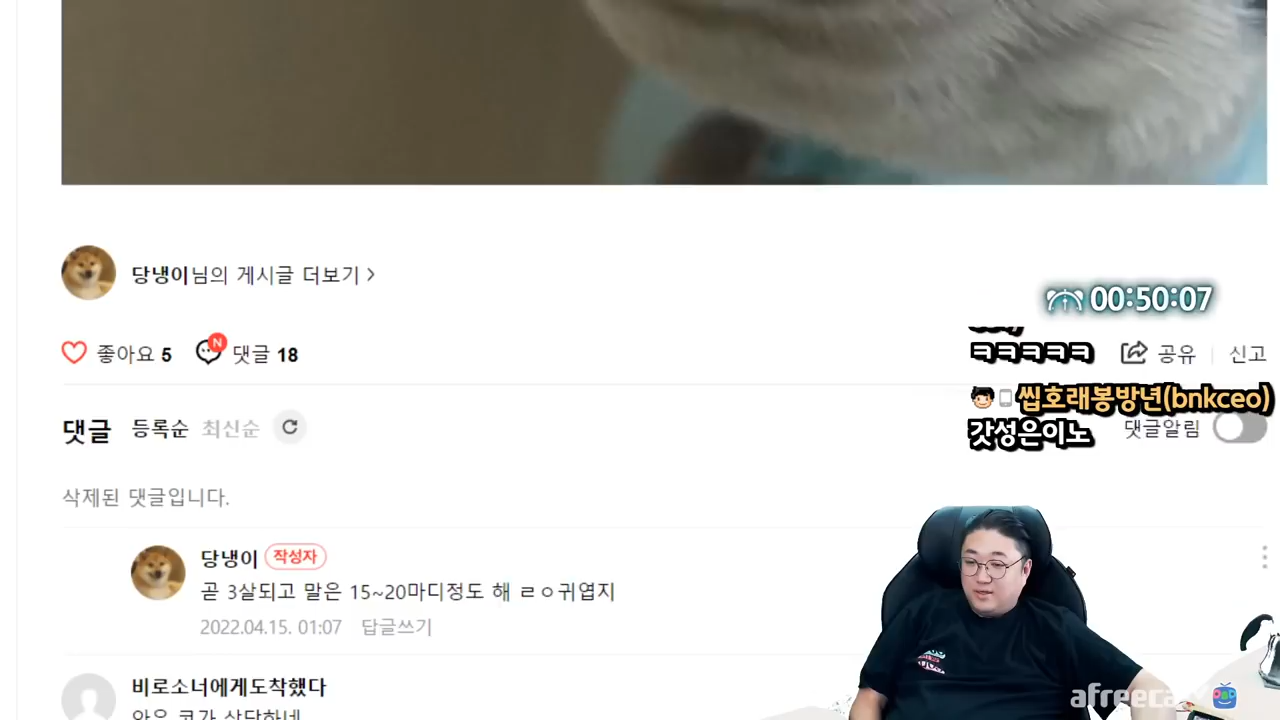 당냉이님의 게시글 더보기 >
00:50:07
좋아요 5 댓글 18
ㅋㅋㅋㅋㅋ
공유 신고
씹호래봉방년(bnkceo)
갓성은이노
댓글 등록순 최신순
댓글알림
삭제된 댓글입니다.
당냉이 작성자
곧 3살되고 말은 15~20마디정도 해 ㄹㅇ귀엽지
2022.04.15. 01:07 답글쓰기
비로소너에게도착했다
afreeca